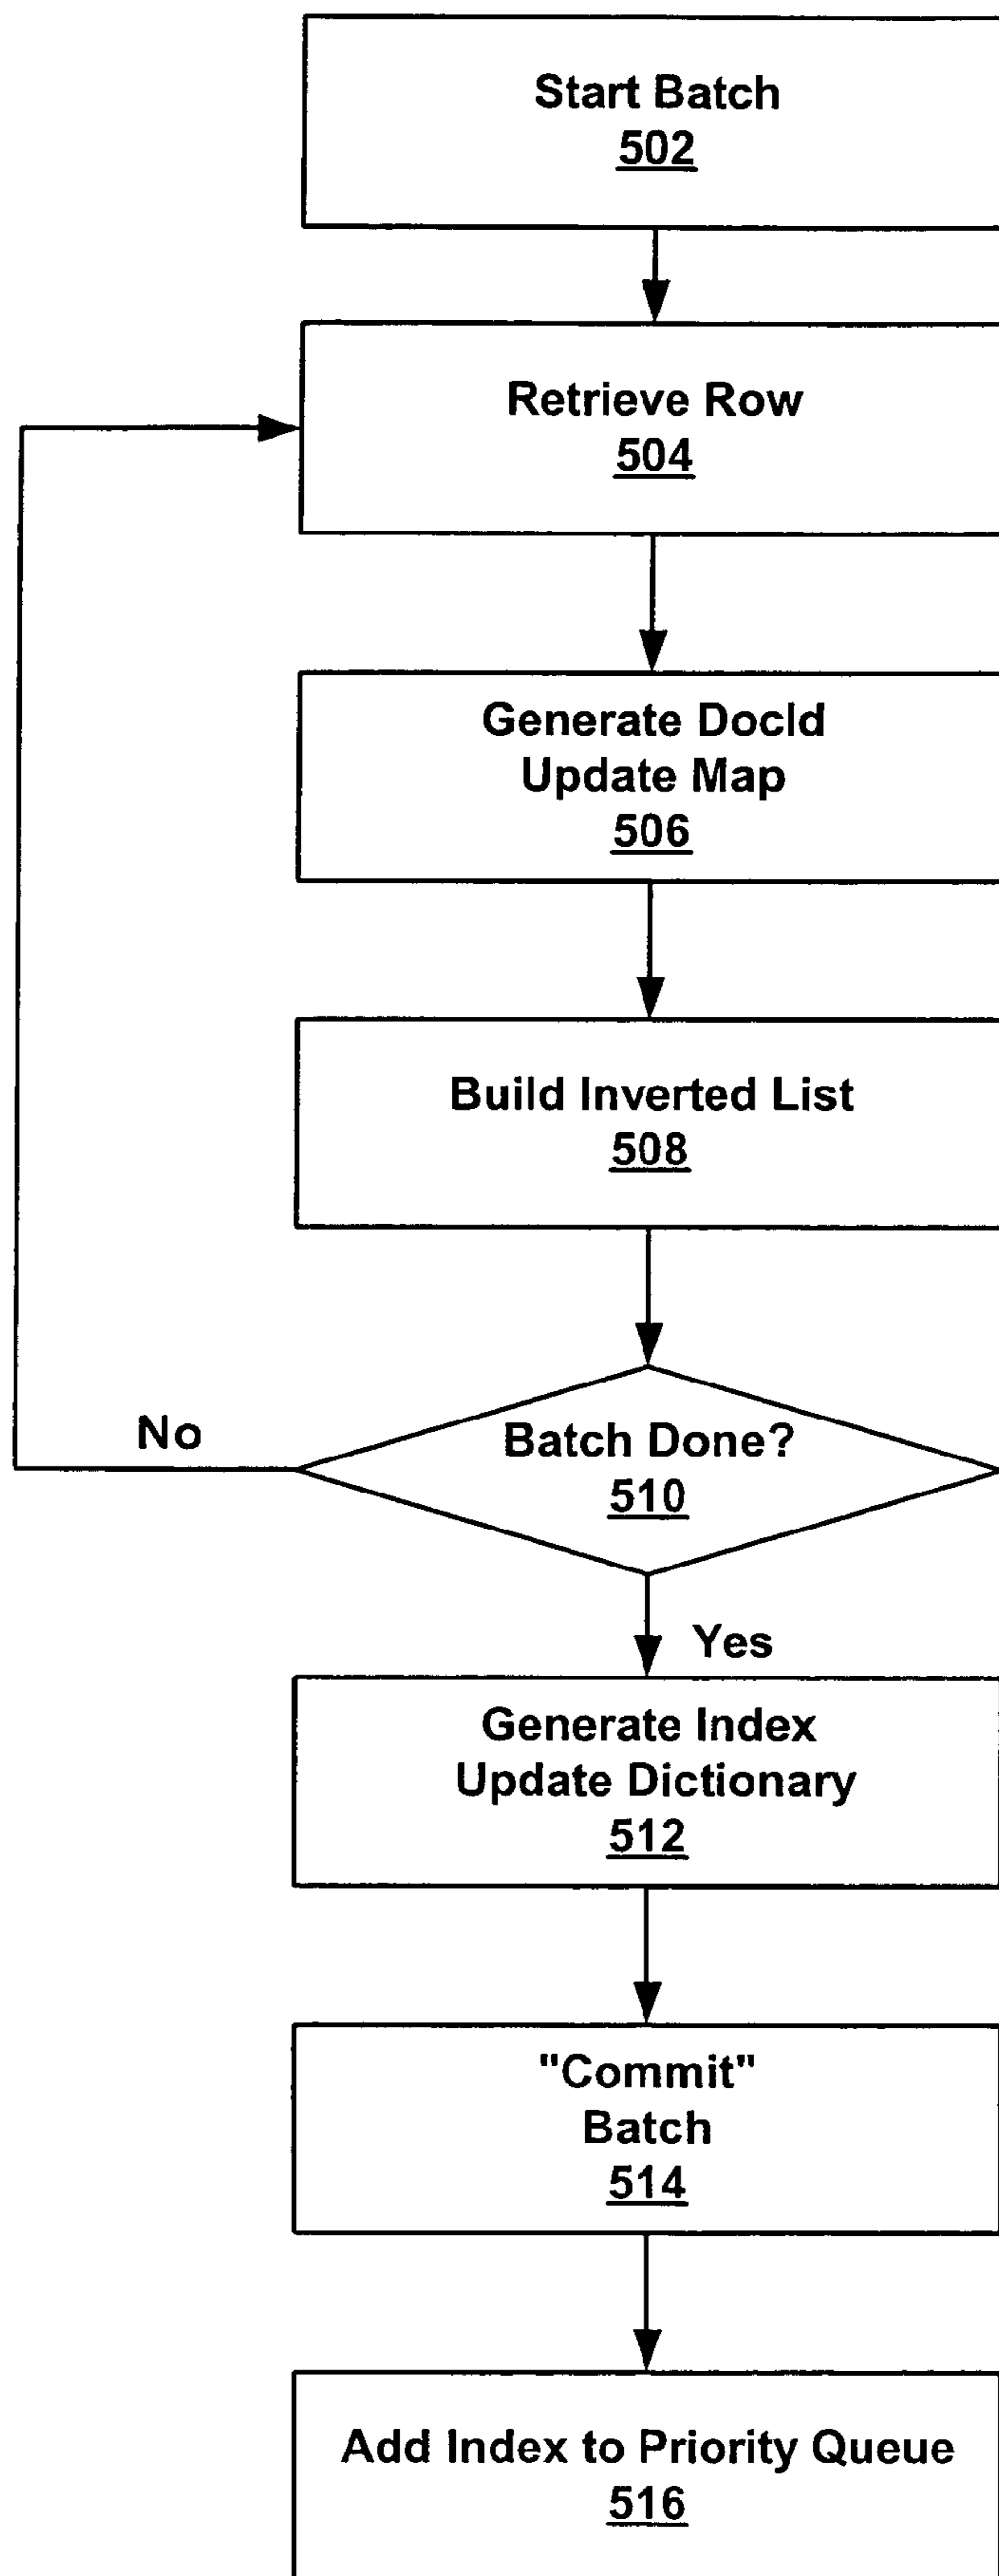 Start Batch
502
Retrieve Row
504
Generate DocId
Update Map
506
Build Inverted List
508
Batch Done?
510
No
Yes
Generate Index
Update Dictionary
512
"Commit"
Batch
514
Add Index to Priority Queue
516